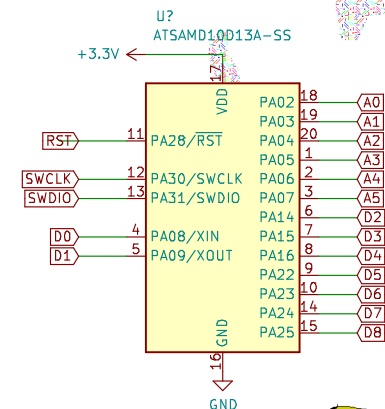 U?
ATSAMD10D13A-SS
+3.3V
17
VDD
RST 11 PA28/RST
SWCLK 12 PA30/SWCLK
SWDIO 13 PA31/SWDIO
D0 4 PA08/XIN
D1 5 PA09/XOUT
PA02 18 A0
PA03 19 A1
PA04 20 A2
PA05 1 A3
PA06 2 A4
PA07 3 A5
PA14 6 D2
PA15 7 D3
PA16 8 D4
PA22 9 D5
PA23 10 D6
PA24 14 D7
PA25 15 D8
GND
16
GND